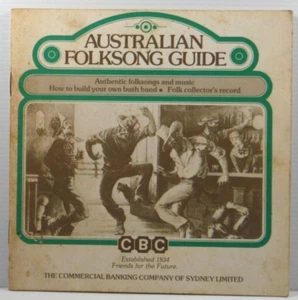 AUSTRALIAN
FOLKSONG GUIDE
Authentic folksongs and music
How to build your own bush band • Folk collector's record
CBC
Established 1834
Friends for the Future.
THE COMMERCIAL BANKING COMPANY OF SYDNEY LIMITED